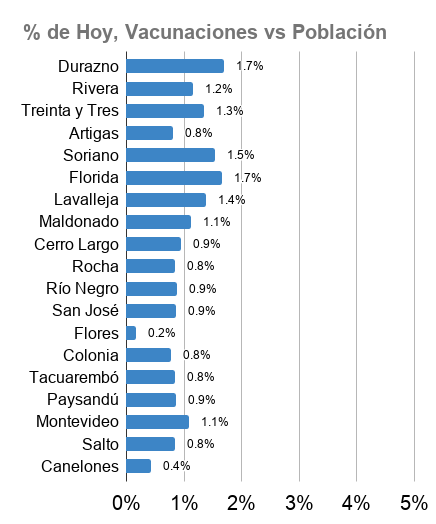 % de Hoy, Vacunaciones vs Población
Durazno 1.7%
Rivera 1.2%
Treinta y Tres 1.3%
Artigas 0.8%
Soriano 1.5%
Florida 1.7%
Lavalleja 1.4%
Maldonado 1.1%
Cerro Largo 0.9%
Rocha 0.8%
Río Negro 0.9%
San José 0.9%
Flores 0.2%
Colonia 0.8%
Tacuarembó 0.8%
Paysandú 0.9%
Montevideo 1.1%
Salto 0.8%
Canelones 0.4%
0% 1% 2% 3% 4% 5%